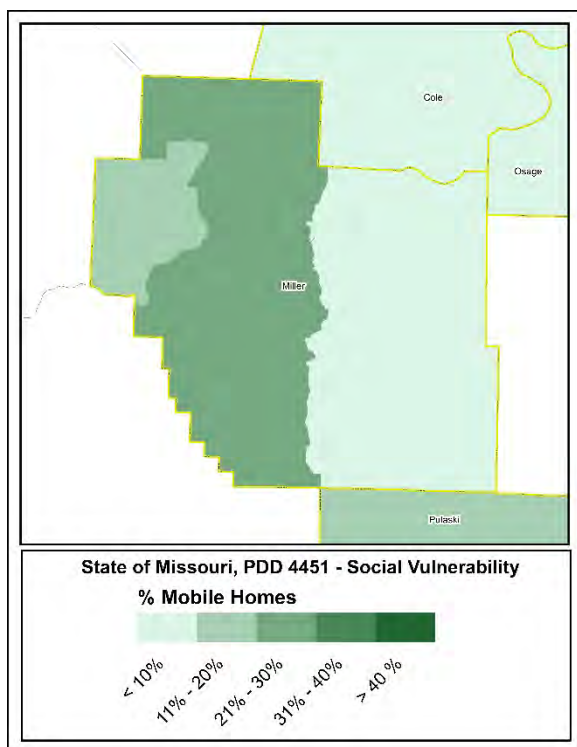 Cole
Osage
Miller
Pulaski
State of Missouri, PDD 4451 - Social Vulnerability
% Mobile Homes
< 10%
11% - 20%
21% - 30%
31% - 40%
> 40 %